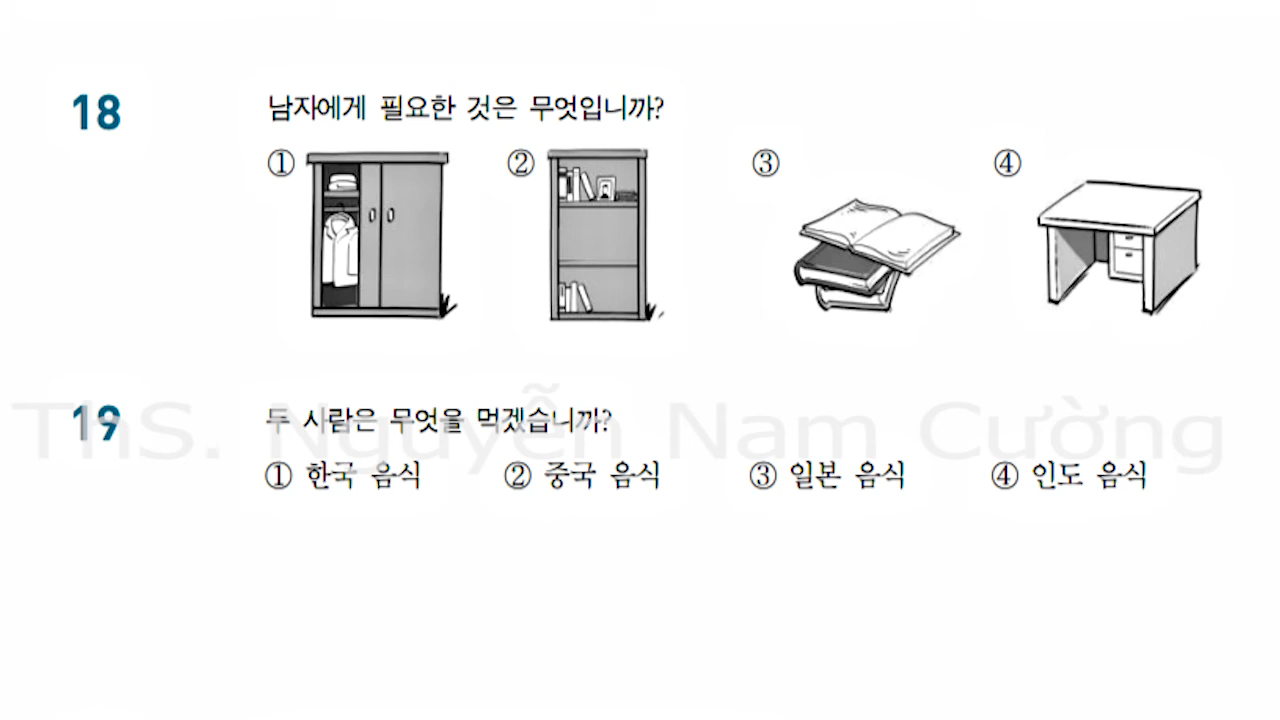 18 남자에게 필요한 것은 무엇입니까?
① ② ③ ④
19 두 사람은 무엇을 먹겠습니까?
ThS. Nguyễn Nam Cường
① 한국 음식 ② 중국 음식 ③ 일본 음식 ④ 인도 음식